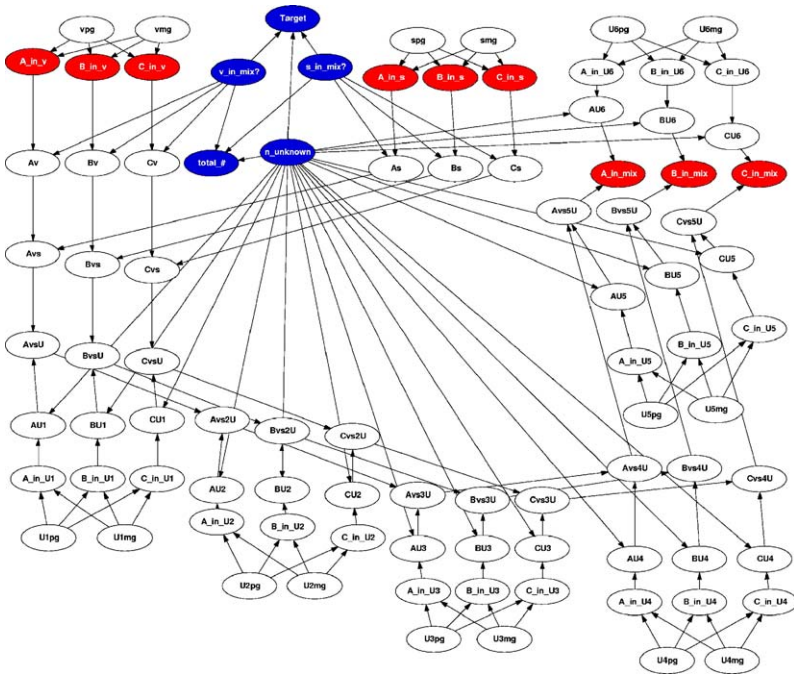 Target
vpg vmg spg smg U6pg U6mg
A_in_v B_in_v C_in_v v_in_mix? s_in_mix? A_in_s B_in_s C_in_s A_in_U6 B_in_U6 C_in_U6
AU6 BU6 CU6
Av Bv Cv total_# n_unknown As Bs Cs A_in_mix B_in_mix C_in_mix
Avs5U Bvs5U Cvs5U
Avs Bvs Cvs CU5
BU5
AU5
C_in_U5
AvsU BvsU CvsU A_in_U5 B_in_U5
U5pg U5mg
AU1 BU1 CU1 Avs2U Bvs2U Cvs2U
A_in_U1 B_in_U1 C_in_U1 AU2 BU2 CU2 Avs3U Bvs3U Cvs3U Avs4U Bvs4U Cvs4U
U1pg U1mg A_in_U2 B_in_U2 C_in_U2 AU3 BU3 CU3 AU4 BU4 CU4
U2pg U2mg A_in_U3 B_in_U3 C_in_U3 A_in_U4 B_in_U4 C_in_U4
U3pg U3mg U4pg U4mg